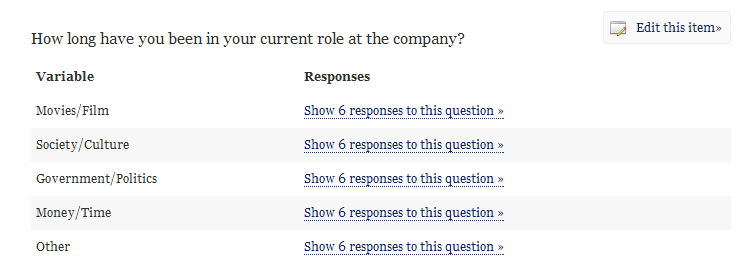 Edit this item»
How long have you been in your current role at the company?
Variable Responses
Movies/Film Show 6 responses to this question »
Society/Culture Show 6 responses to this question »
Government/Politics Show 6 responses to this question »
Money/Time Show 6 responses to this question »
Other Show 6 responses to this question »